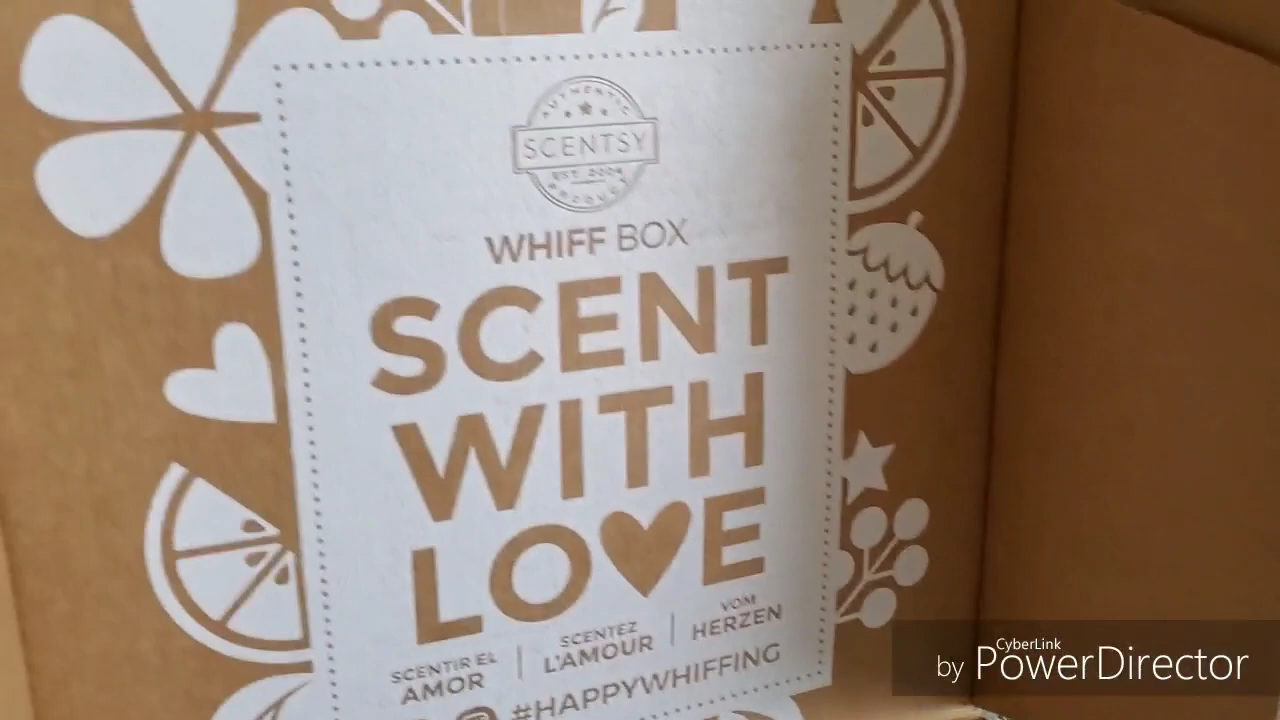 AUTHENTIC
SCENTSY
EST. 2004
PRODUCT
WHIFF BOX
SCENT
WITH
LO♥E
SCENTIR EL
AMOR
SCENTEZ
L'AMOUR
VOM
HERZEN
#HAPPYWHIFFING
by CyberLink PowerDirector